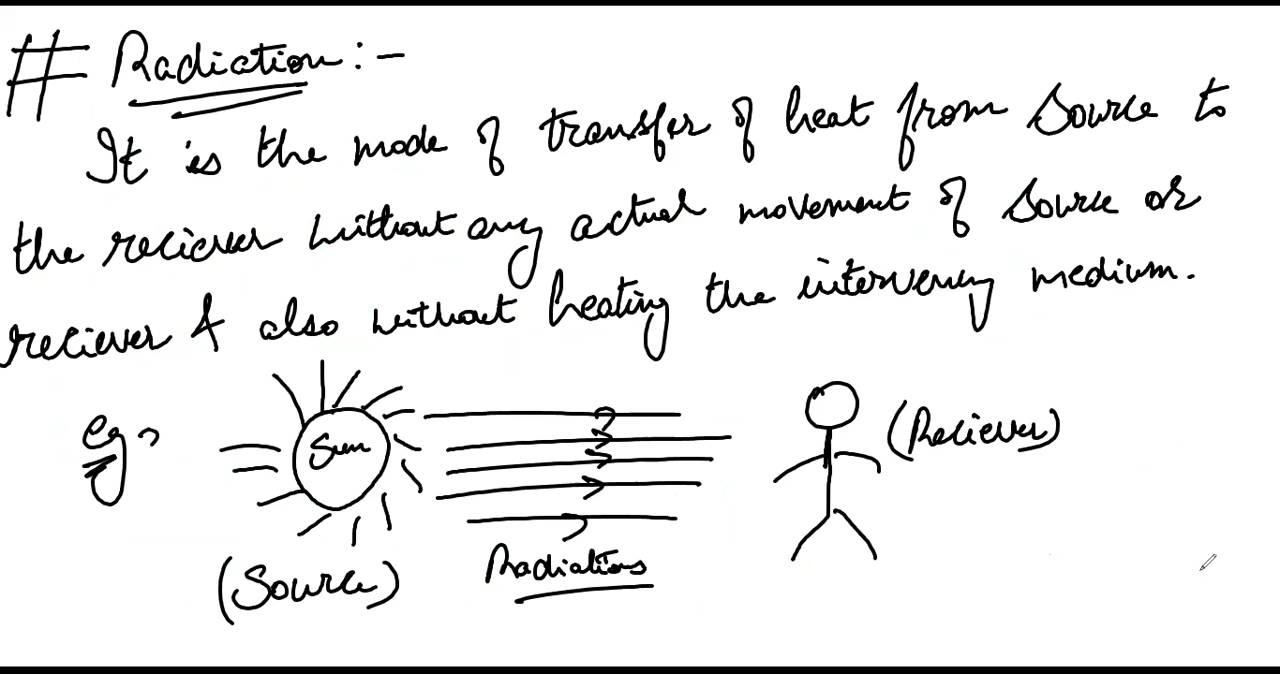 # Radiation :-
It is the mode of transfer of heat from source to
the reciever without any actual movement of source or
reciever & also without heating the intervening medium.
eg →
Sun
(Reciever)
(Source)
Radiations